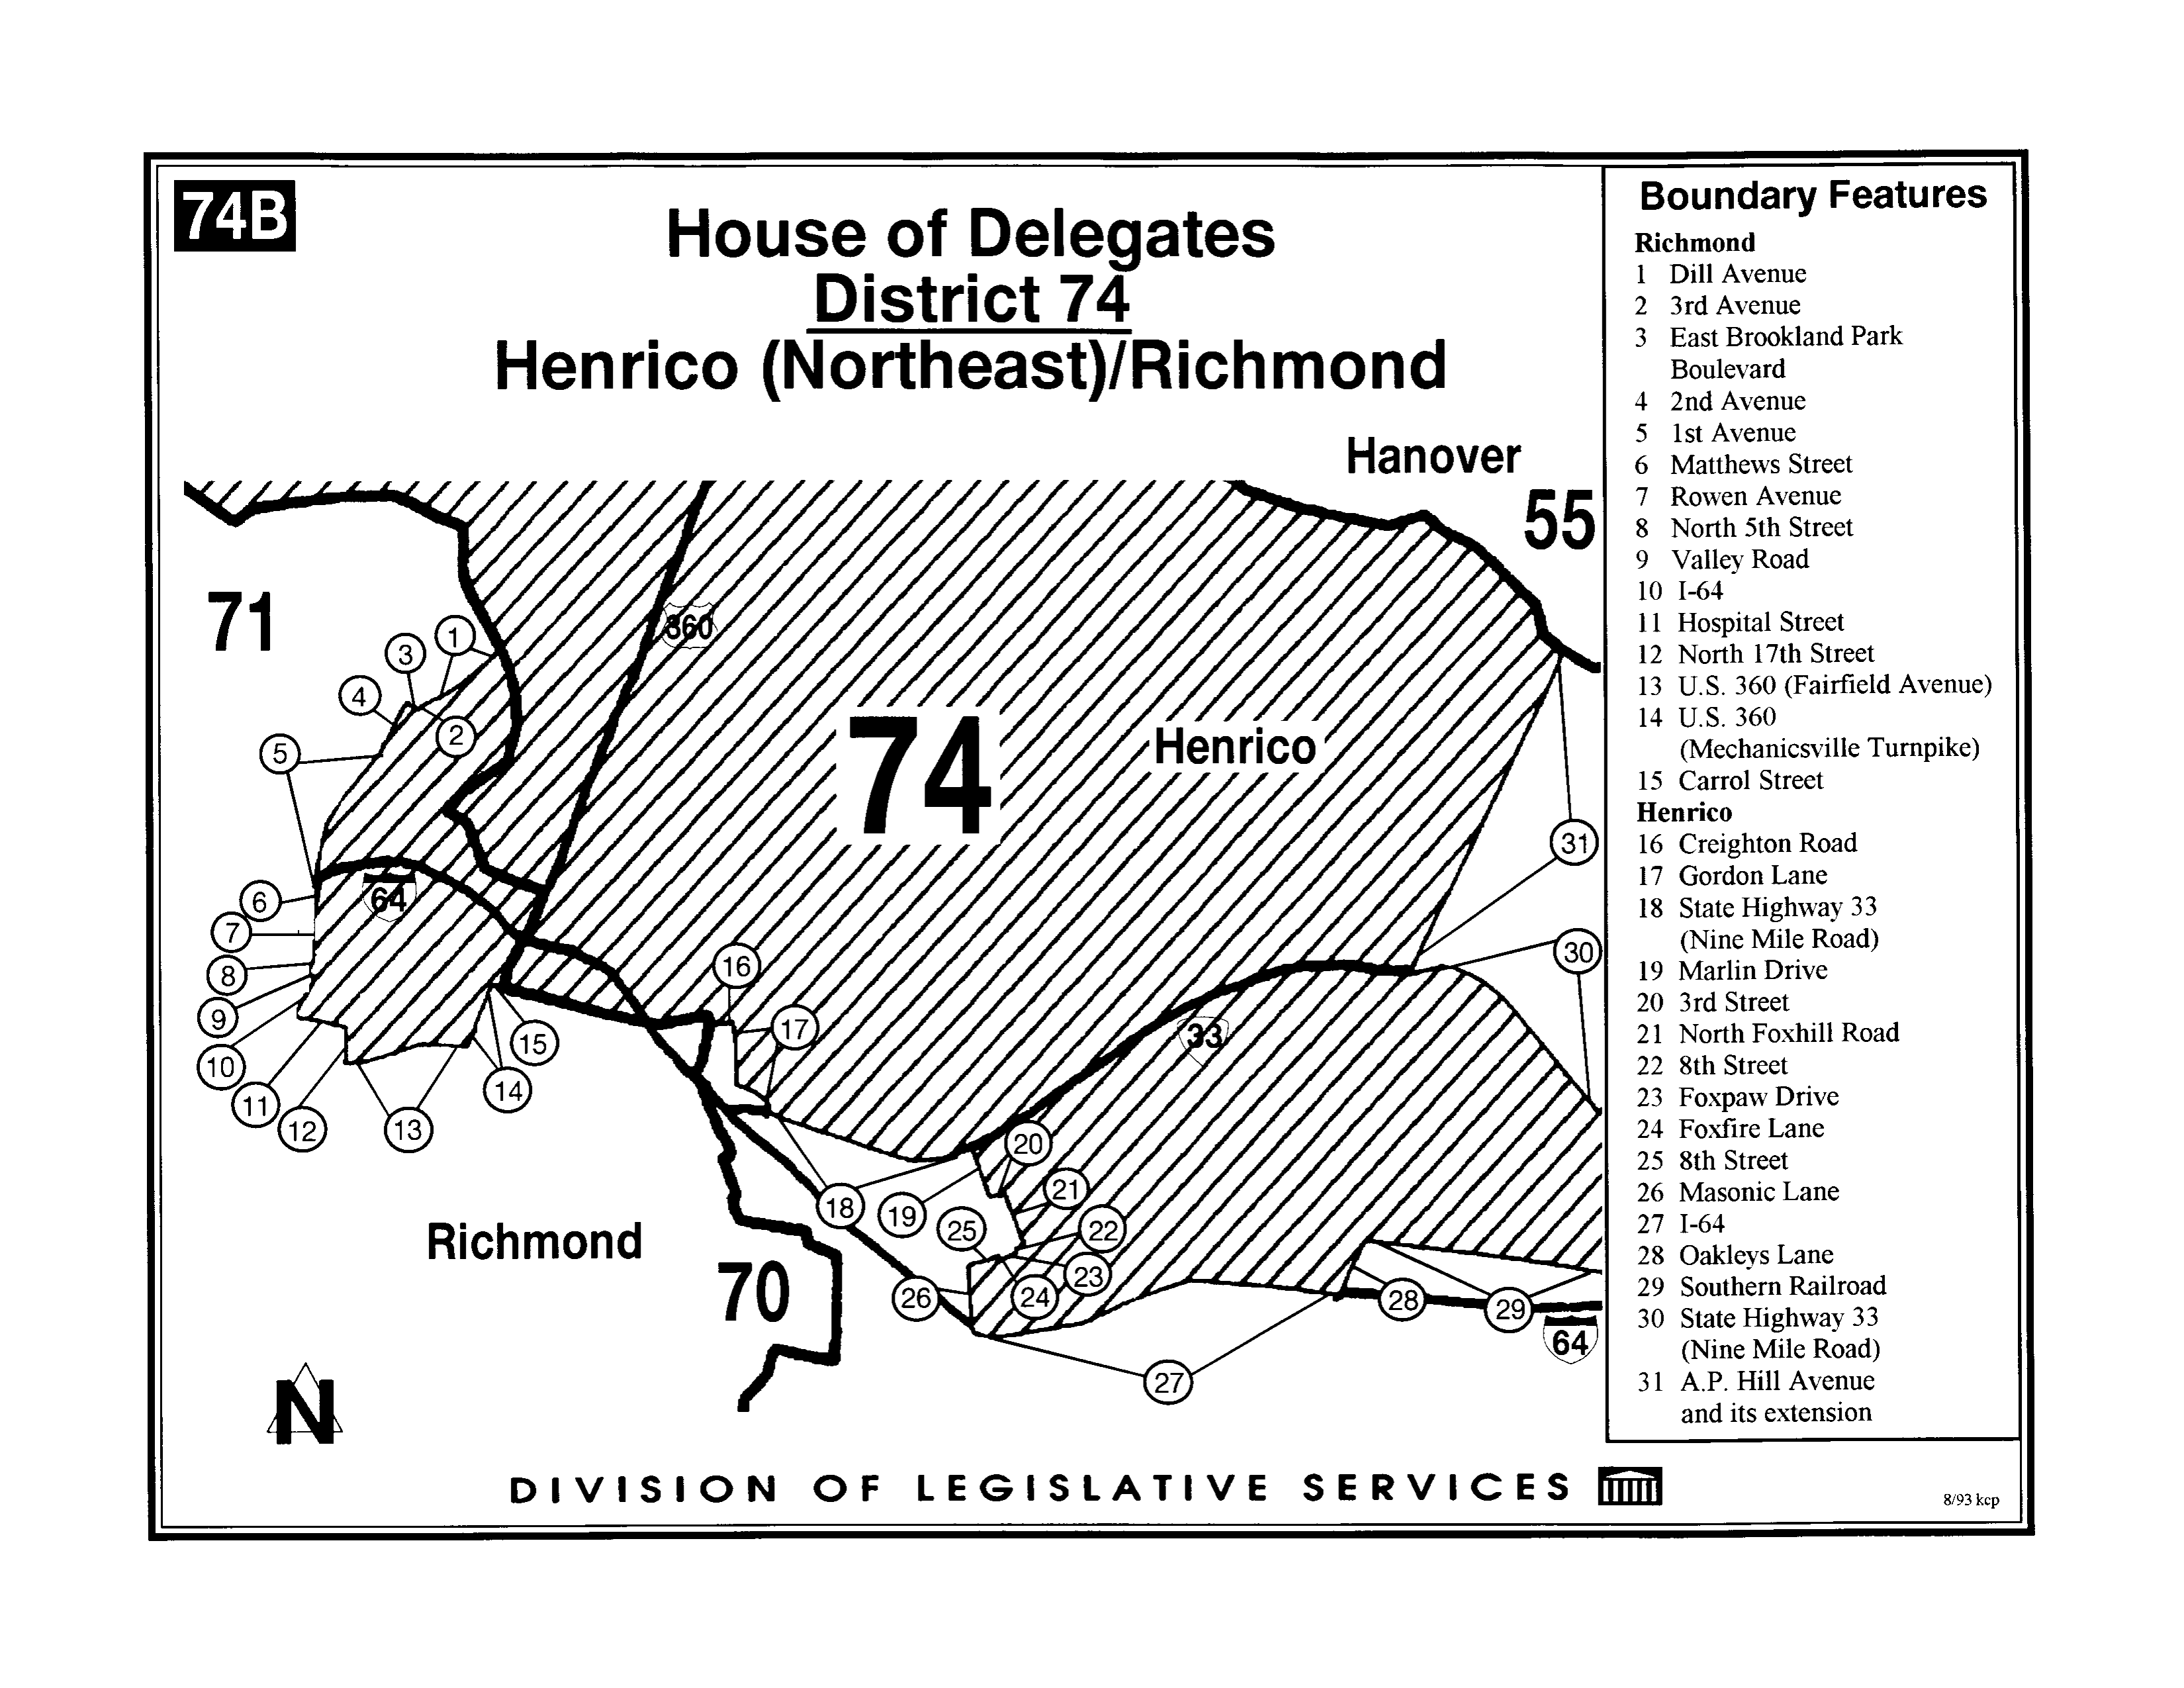 74B
House of Delegates
District 74
Henrico (Northeast)/Richmond
Hanover
55
71
360
1
3
4
2
5
74
Henrico
31
64
6
7
8
9
10
11
12
13
14
15
16
17
30
33
18
19
20
21
22
23
24
25
26
27
28
29
64
Richmond
70
N
Boundary Features
Richmond
1 Dill Avenue
2 3rd Avenue
3 East Brookland Park
Boulevard
4 2nd Avenue
5 1st Avenue
6 Matthews Street
7 Rowen Avenue
8 North 5th Street
9 Valley Road
10 I-64
11 Hospital Street
12 North 17th Street
13 U.S. 360 (Fairfield Avenue)
14 U.S. 360
(Mechanicsville Turnpike)
15 Carrol Street
Henrico
16 Creighton Road
17 Gordon Lane
18 State Highway 33
(Nine Mile Road)
19 Marlin Drive
20 3rd Street
21 North Foxhill Road
22 8th Street
23 Foxpaw Drive
24 Foxfire Lane
25 8th Street
26 Masonic Lane
27 I-64
28 Oakleys Lane
29 Southern Railroad
30 State Highway 33
(Nine Mile Road)
31 A.P. Hill Avenue
and its extension
DIVISION OF LEGISLATIVE SERVICES
8/93 kcp